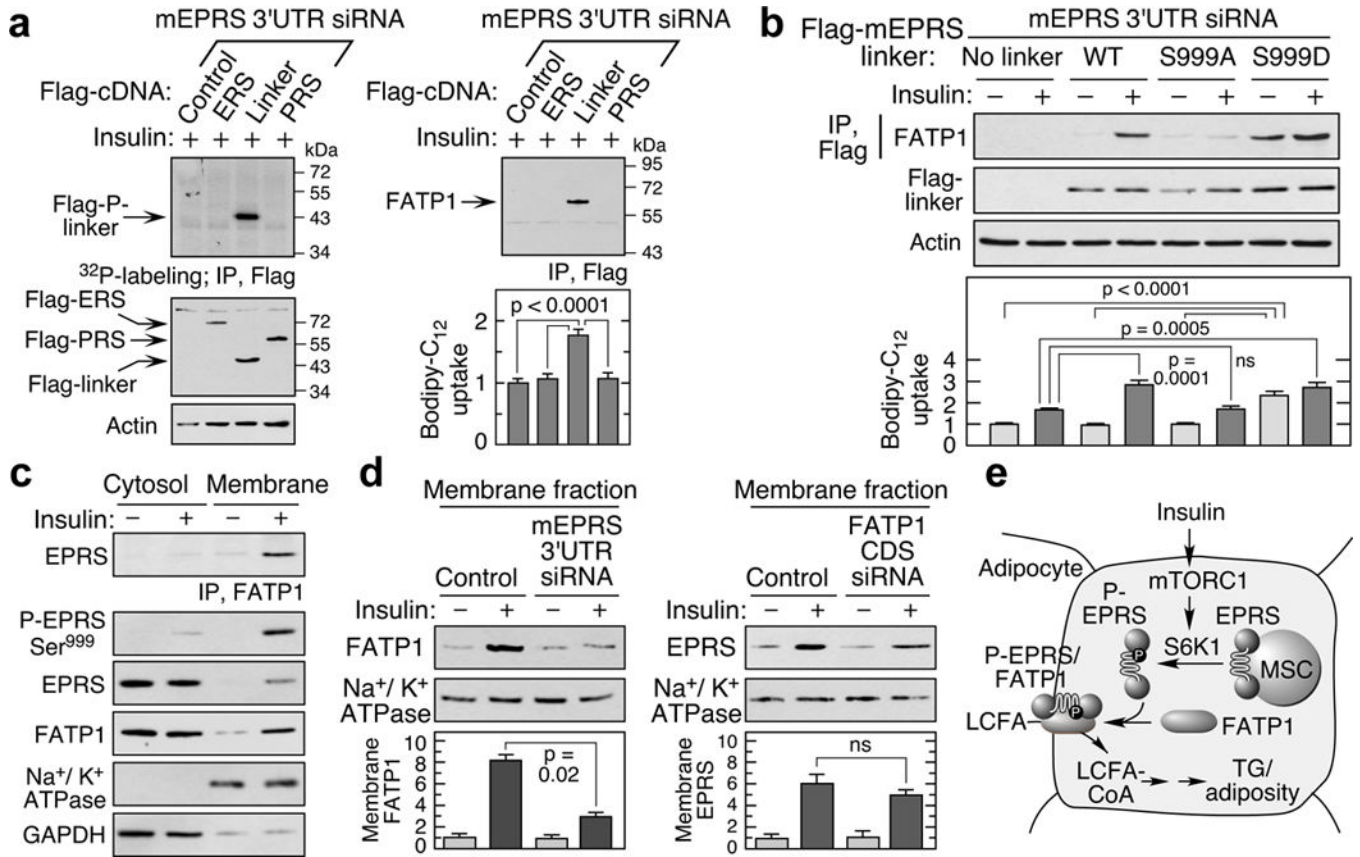 a
mEPRS 3'UTR siRNA
Flag-cDNA:
Control
ERS
Linker
PRS
Insulin: + + + +
kDa
72
55
43
34
Flag-P-
linker
32P-labeling; IP, Flag
Flag-ERS
Flag-PRS
Flag-linker
72
55
43
34
Actin
mEPRS 3'UTR siRNA
Flag-cDNA:
Control
ERS
Linker
PRS
Insulin: + + + +
kDa
95
72
55
43
FATP1
IP, Flag
p < 0.0001
Bodipy-C12
uptake
2
1
0
b
Flag-mEPRS
linker:
mEPRS 3'UTR siRNA
No linker WT S999A S999D
Insulin: – + – + – + – +
IP,
Flag
FATP1
Flag-
linker
Actin
p < 0.0001
p = 0.0005
p =
0.0001
ns
Bodipy-C12
uptake
4
3
2
1
0
c
Cytosol Membrane
Insulin: – + – +
EPRS
IP, FATP1
P-EPRS
Ser999
EPRS
FATP1
Na+/ K+
ATPase
GAPDH
d
Membrane fraction
Control
mEPRS
3'UTR
siRNA
Insulin: – + – +
FATP1
Na+/ K+
ATPase
Membrane
FATP1
10
8
6
4
2
0
p =
0.02
Membrane fraction
Control
FATP1
CDS
siRNA
Insulin: – + – +
EPRS
Na+/ K+
ATPase
Membrane
EPRS
10
8
6
4
2
0
ns
e
Insulin
Adipocyte
mTORC1
P-
EPRS
EPRS
S6K1
P
MSC
P-EPRS/
FATP1
P
LCFA
FATP1
LCFA-
CoA
TG/
adiposity